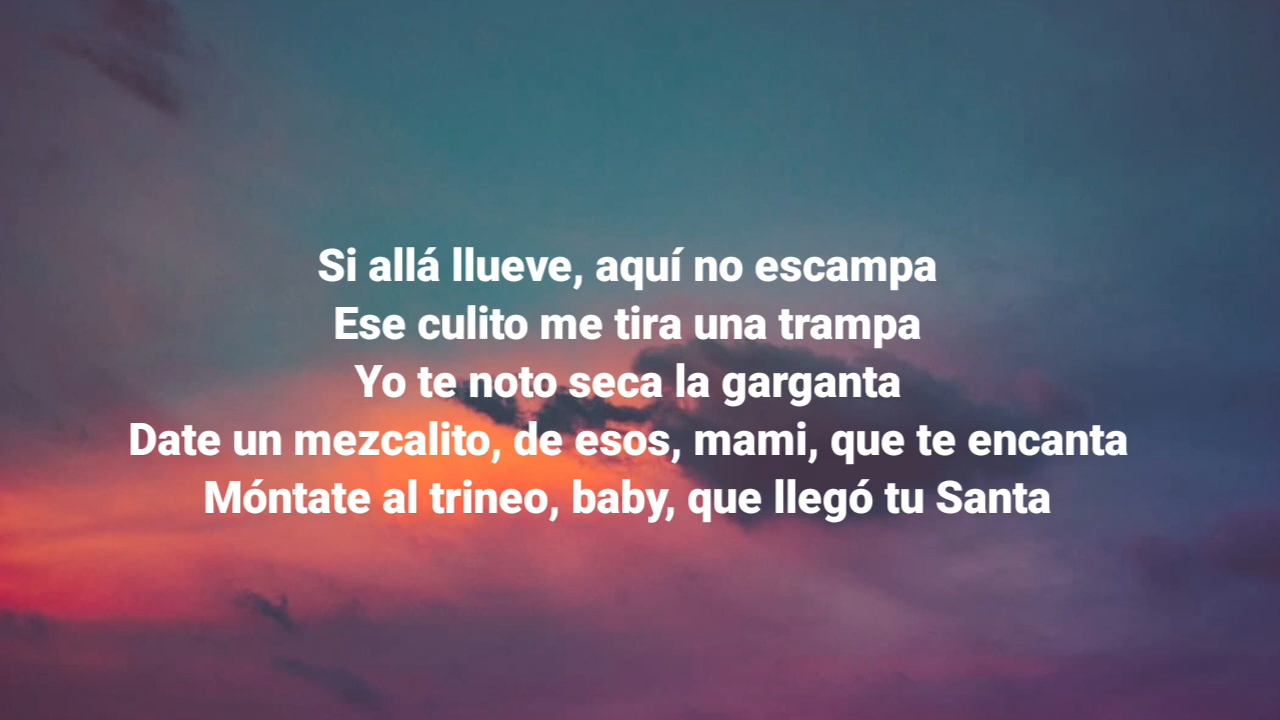 Si allá llueve, aquí no escampa
Ese culito me tira una trampa
Yo te noto seca la garganta
Date un mezcalito, de esos, mami, que te encanta
Móntate al trineo, baby, que llegó tu Santa